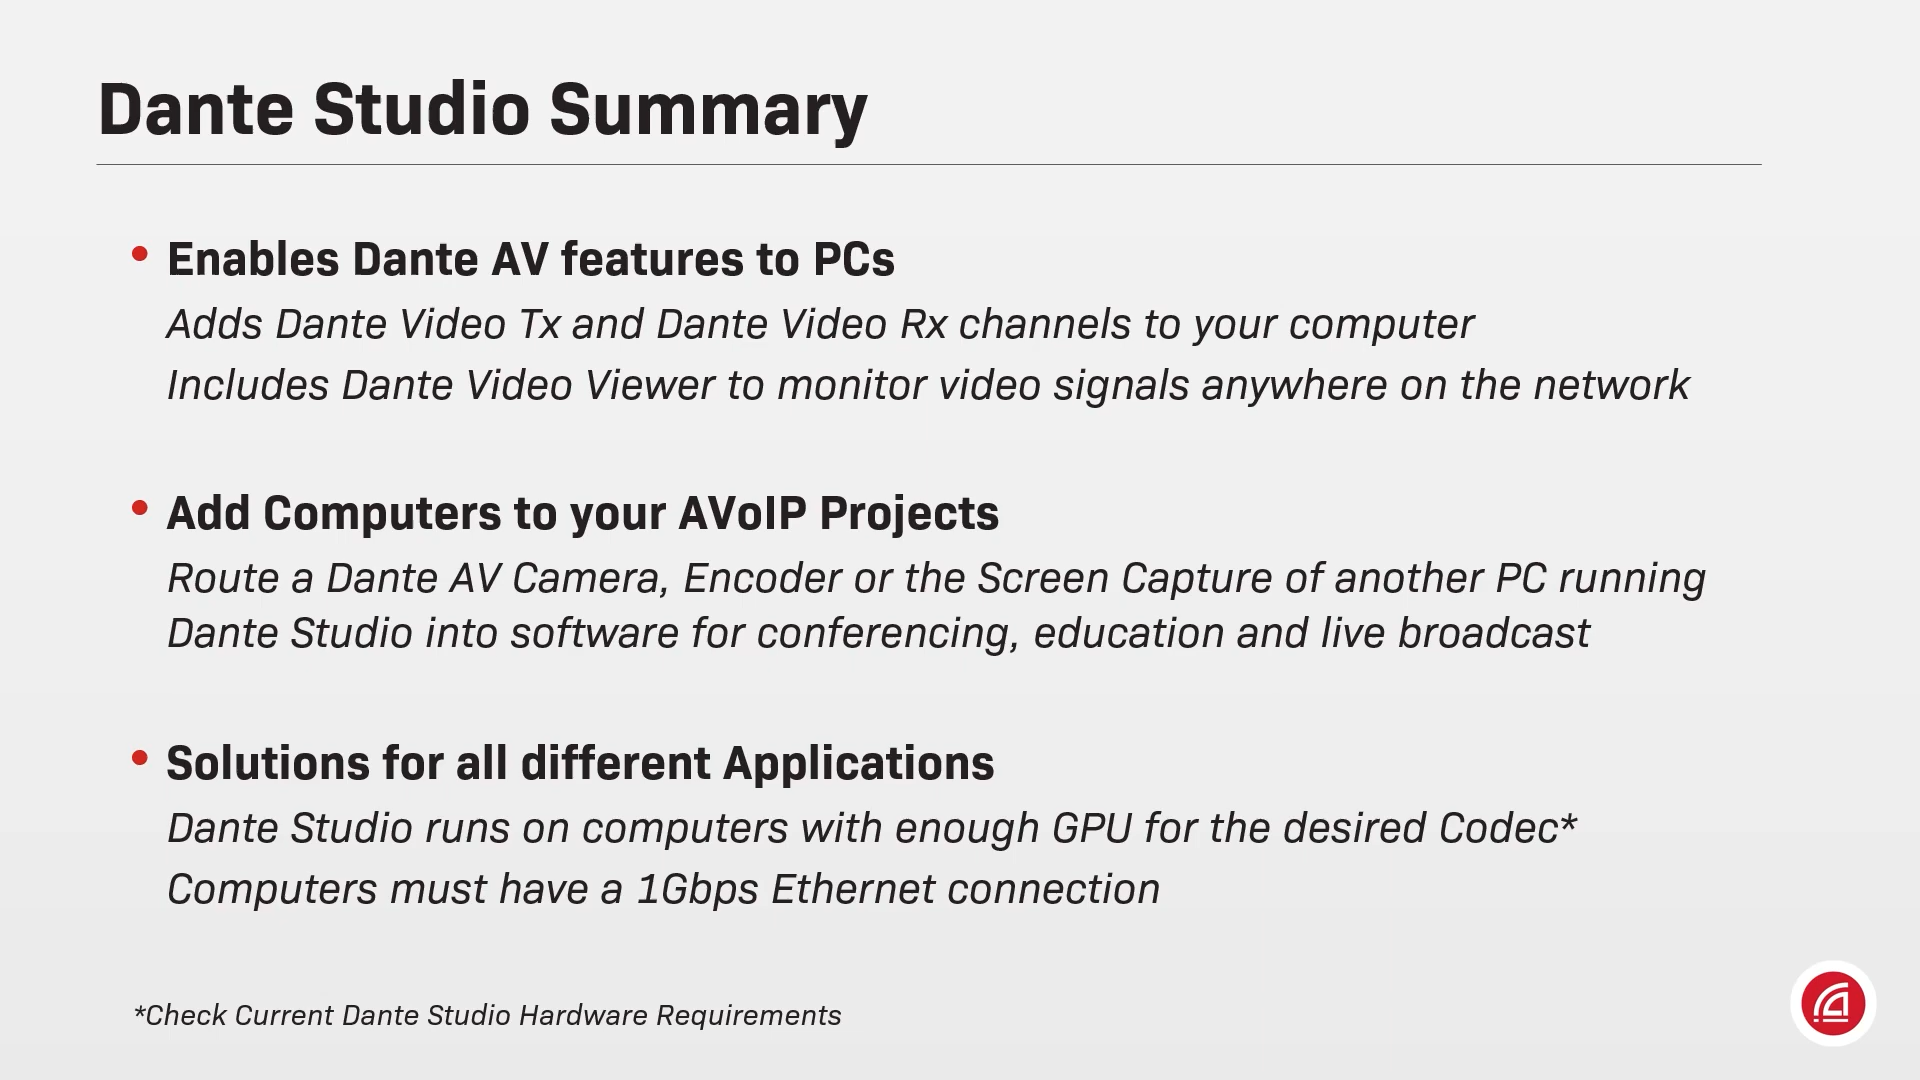 Dante Studio Summary
• Enables Dante AV features to PCs
Adds Dante Video Tx and Dante Video Rx channels to your computer
Includes Dante Video Viewer to monitor video signals anywhere on the network
• Add Computers to your AVoIP Projects
Route a Dante AV Camera, Encoder or the Screen Capture of another PC running
Dante Studio into software for conferencing, education and live broadcast
• Solutions for all different Applications
Dante Studio runs on computers with enough GPU for the desired Codec*
Computers must have a 1Gbps Ethernet connection
*Check Current Dante Studio Hardware Requirements